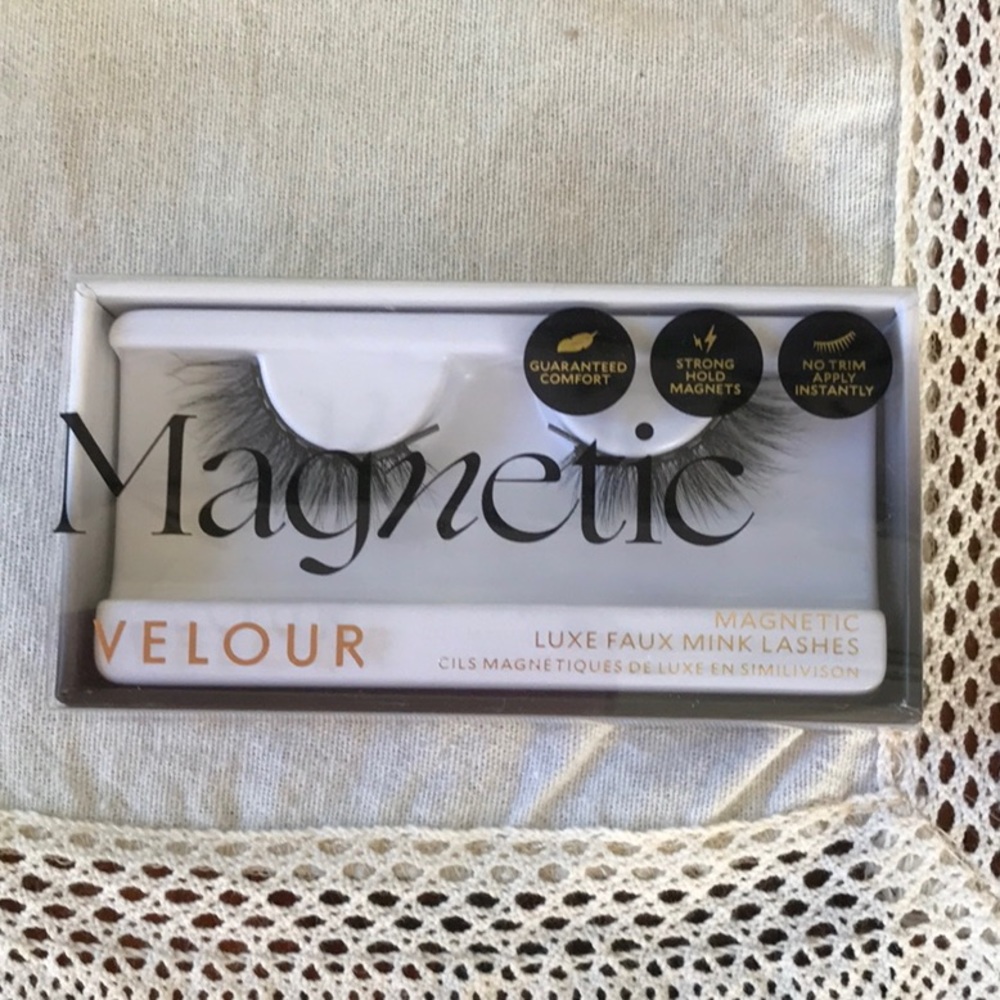 GUARANTEED
COMFORT
STRONG
HOLD
MAGNETS
NO TRIM
APPLY
INSTANTLY
Magnetic
VELOUR
MAGNETIC
LUXE FAUX MINK LASHES
CILS MAGNÉTIQUES DE LUXE EN SIMILIVISON